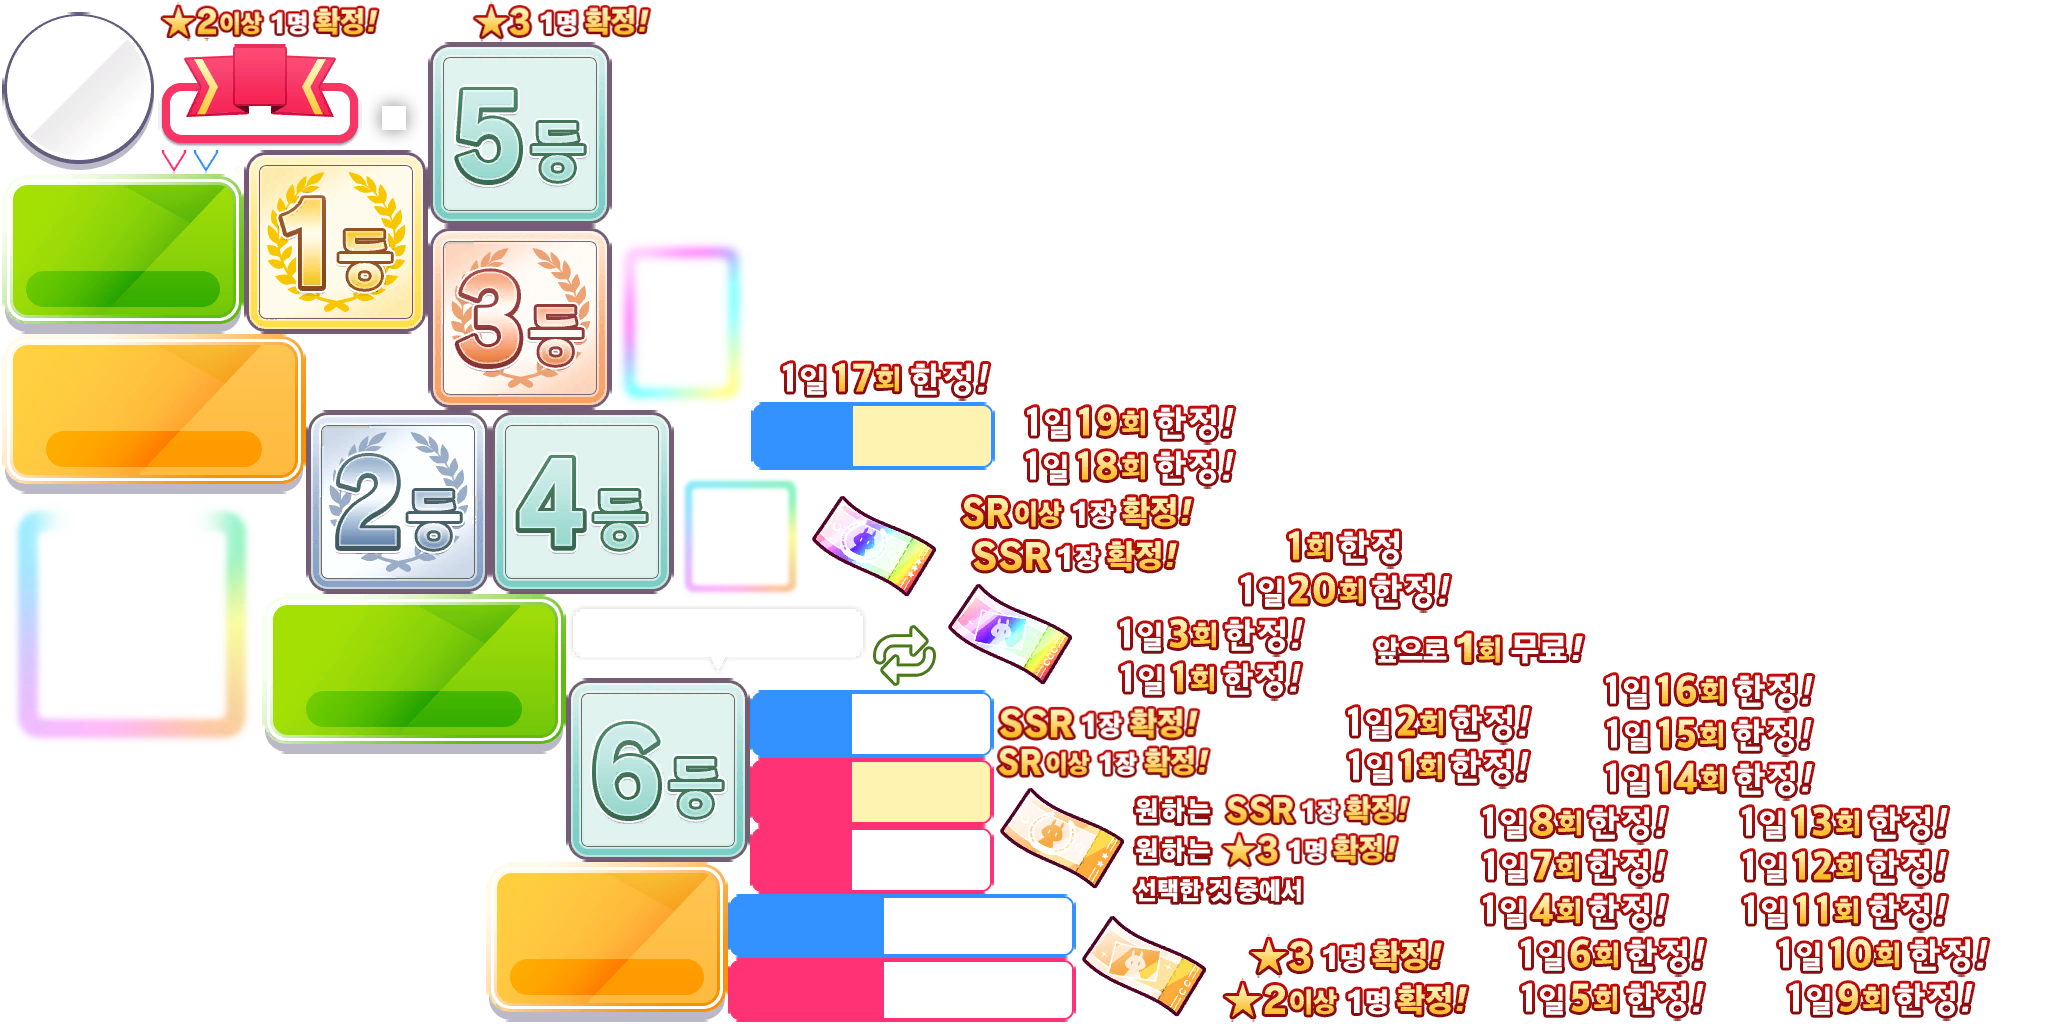 ★2이상 1명 확정!
★3 1명 확정!
5등
1등
3등
2등
4등
6등
1일 17회 한정!
1일 19회 한정!
1일 18회 한정!
SR이상 1장 확정!
SSR 1장 확정!
1회 한정
1일 20회 한정!
1일 3회 한정!
1일 1회 한정!
앞으로 1회 무료!
SSR 1장 확정!
SR이상 1장 확정!
1일 2회 한정!
1일 1회 한정!
1일 16회 한정!
1일 15회 한정!
1일 14회 한정!
원하는 SSR 1장 확정!
원하는 ★3 1명 확정!
선택한 것 중에서
1일 8회 한정!
1일 7회 한정!
1일 4회 한정!
1일 13회 한정!
1일 12회 한정!
1일 11회 한정!
★3 1명 확정!
★2이상 1명 확정!
1일 6회 한정!
1일 5회 한정!
1일 10회 한정!
1일 9회 한정!